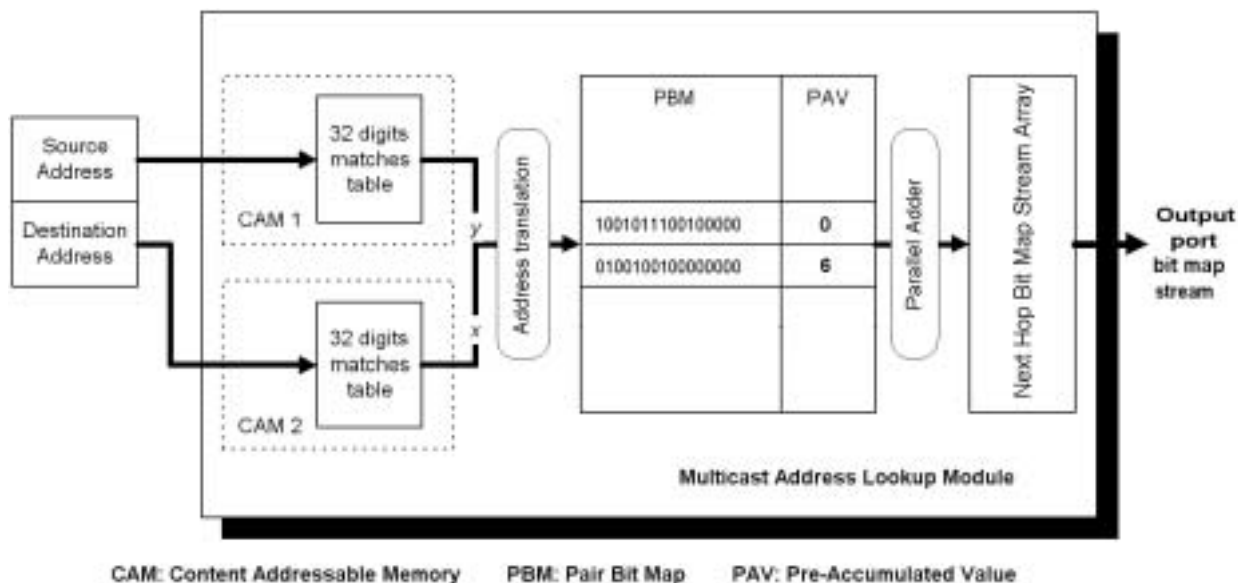 Source
Address
Destination
Address
32 digits
matches
table
CAM 1
32 digits
matches
table
CAM 2
y
x
Address translation
PBM PAV
1001011100100000 0
0100100100000000 6
Parallel Adder
Next Hop Bit Map Stream Array
Output
port
bit map
stream
Multicast Address Lookup Module
CAM: Content Addressable Memory PBM: Pair Bit Map PAV: Pre-Accumulated Value